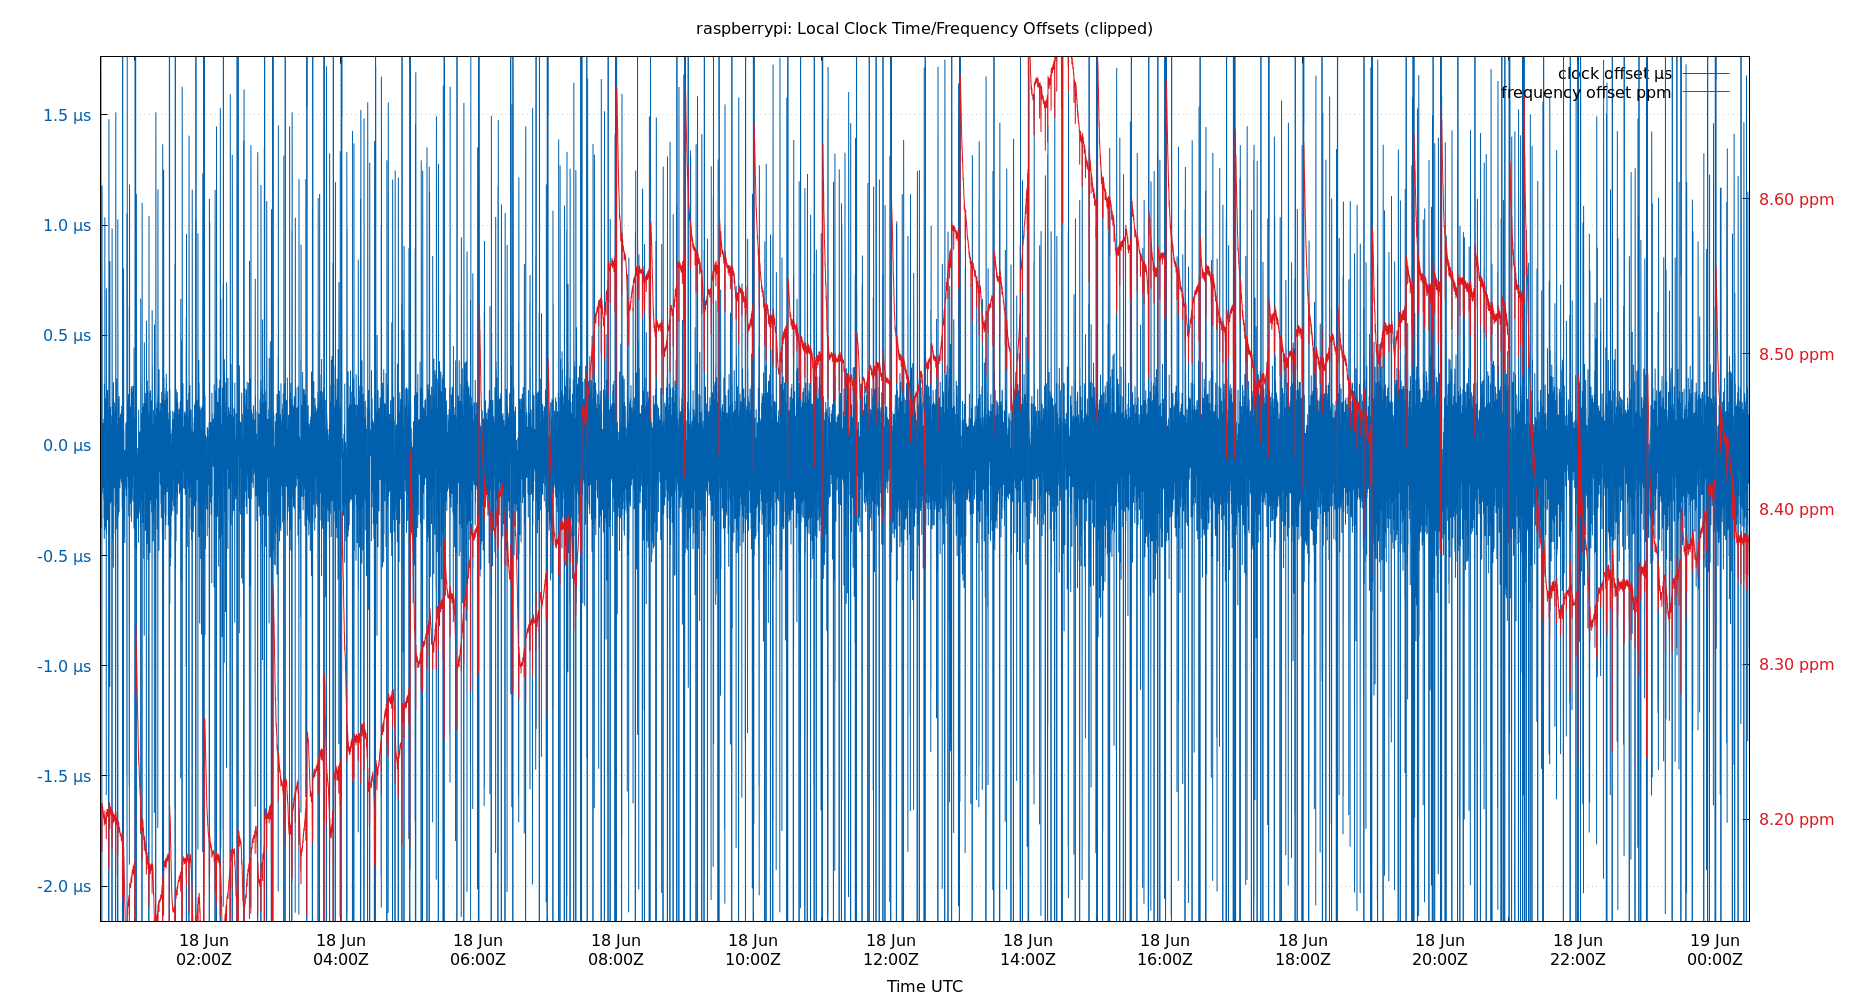 raspberrypi: Local Clock Time/Frequency Offsets (clipped)
clock offset µs
frequency offset ppm
1.5 µs
1.0 µs
0.5 µs
0.0 µs
-0.5 µs
-1.0 µs
-1.5 µs
-2.0 µs
8.60 ppm
8.50 ppm
8.40 ppm
8.30 ppm
8.20 ppm
18 Jun 18 Jun 18 Jun 18 Jun 18 Jun 18 Jun 18 Jun 18 Jun 18 Jun 18 Jun 18 Jun 19 Jun
02:00Z 04:00Z 06:00Z 08:00Z 10:00Z 12:00Z 14:00Z 16:00Z 18:00Z 20:00Z 22:00Z 00:00Z
Time UTC